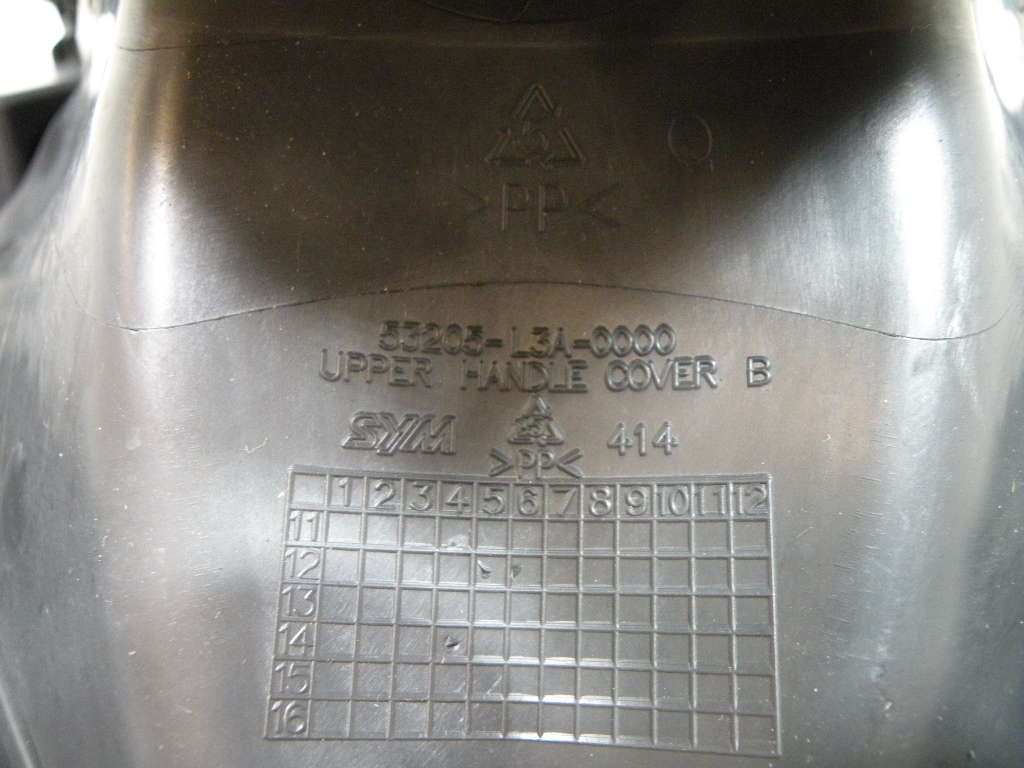 >PP<
53205-L3A-0000
UPPER HANDLE COVER B
SYM 414
>PP<
1 2 3 4 5 6 7 8 9 10 11 12
11
12
13
14
15
16